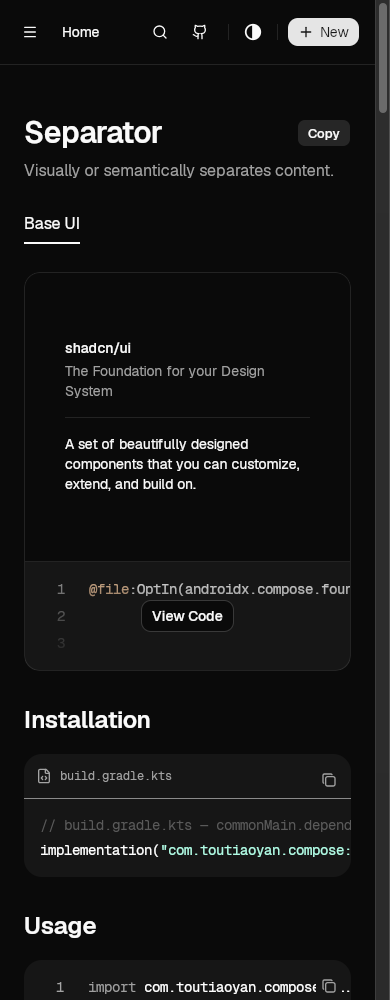 Home
New
Separator
Copy
Visually or semantically separates content.
Base UI
shadcn/ui
The Foundation for your Design
System
A set of beautifully designed
components that you can customize,
extend, and build on.
1 @file:OptIn(androidx.compose.four
2
View Code
3
Installation
build.gradle.kts
// build.gradle.kts — commonMain.depend
implementation("com.toutiaoyan.compose:
Usage
1 import com.toutiaoyan.compose ..